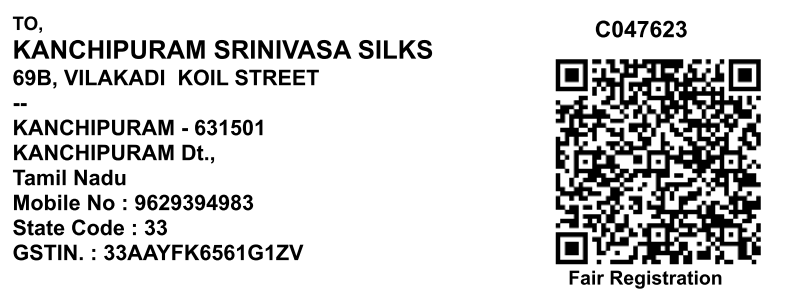 TO,
KANCHIPURAM SRINIVASA SILKS
69B, VILAKADI KOIL STREET
--
KANCHIPURAM - 631501
KANCHIPURAM Dt.,
Tamil Nadu
Mobile No : 9629394983
State Code : 33
GSTIN. : 33AAYFK6561G1ZV
C047623
Fair Registration